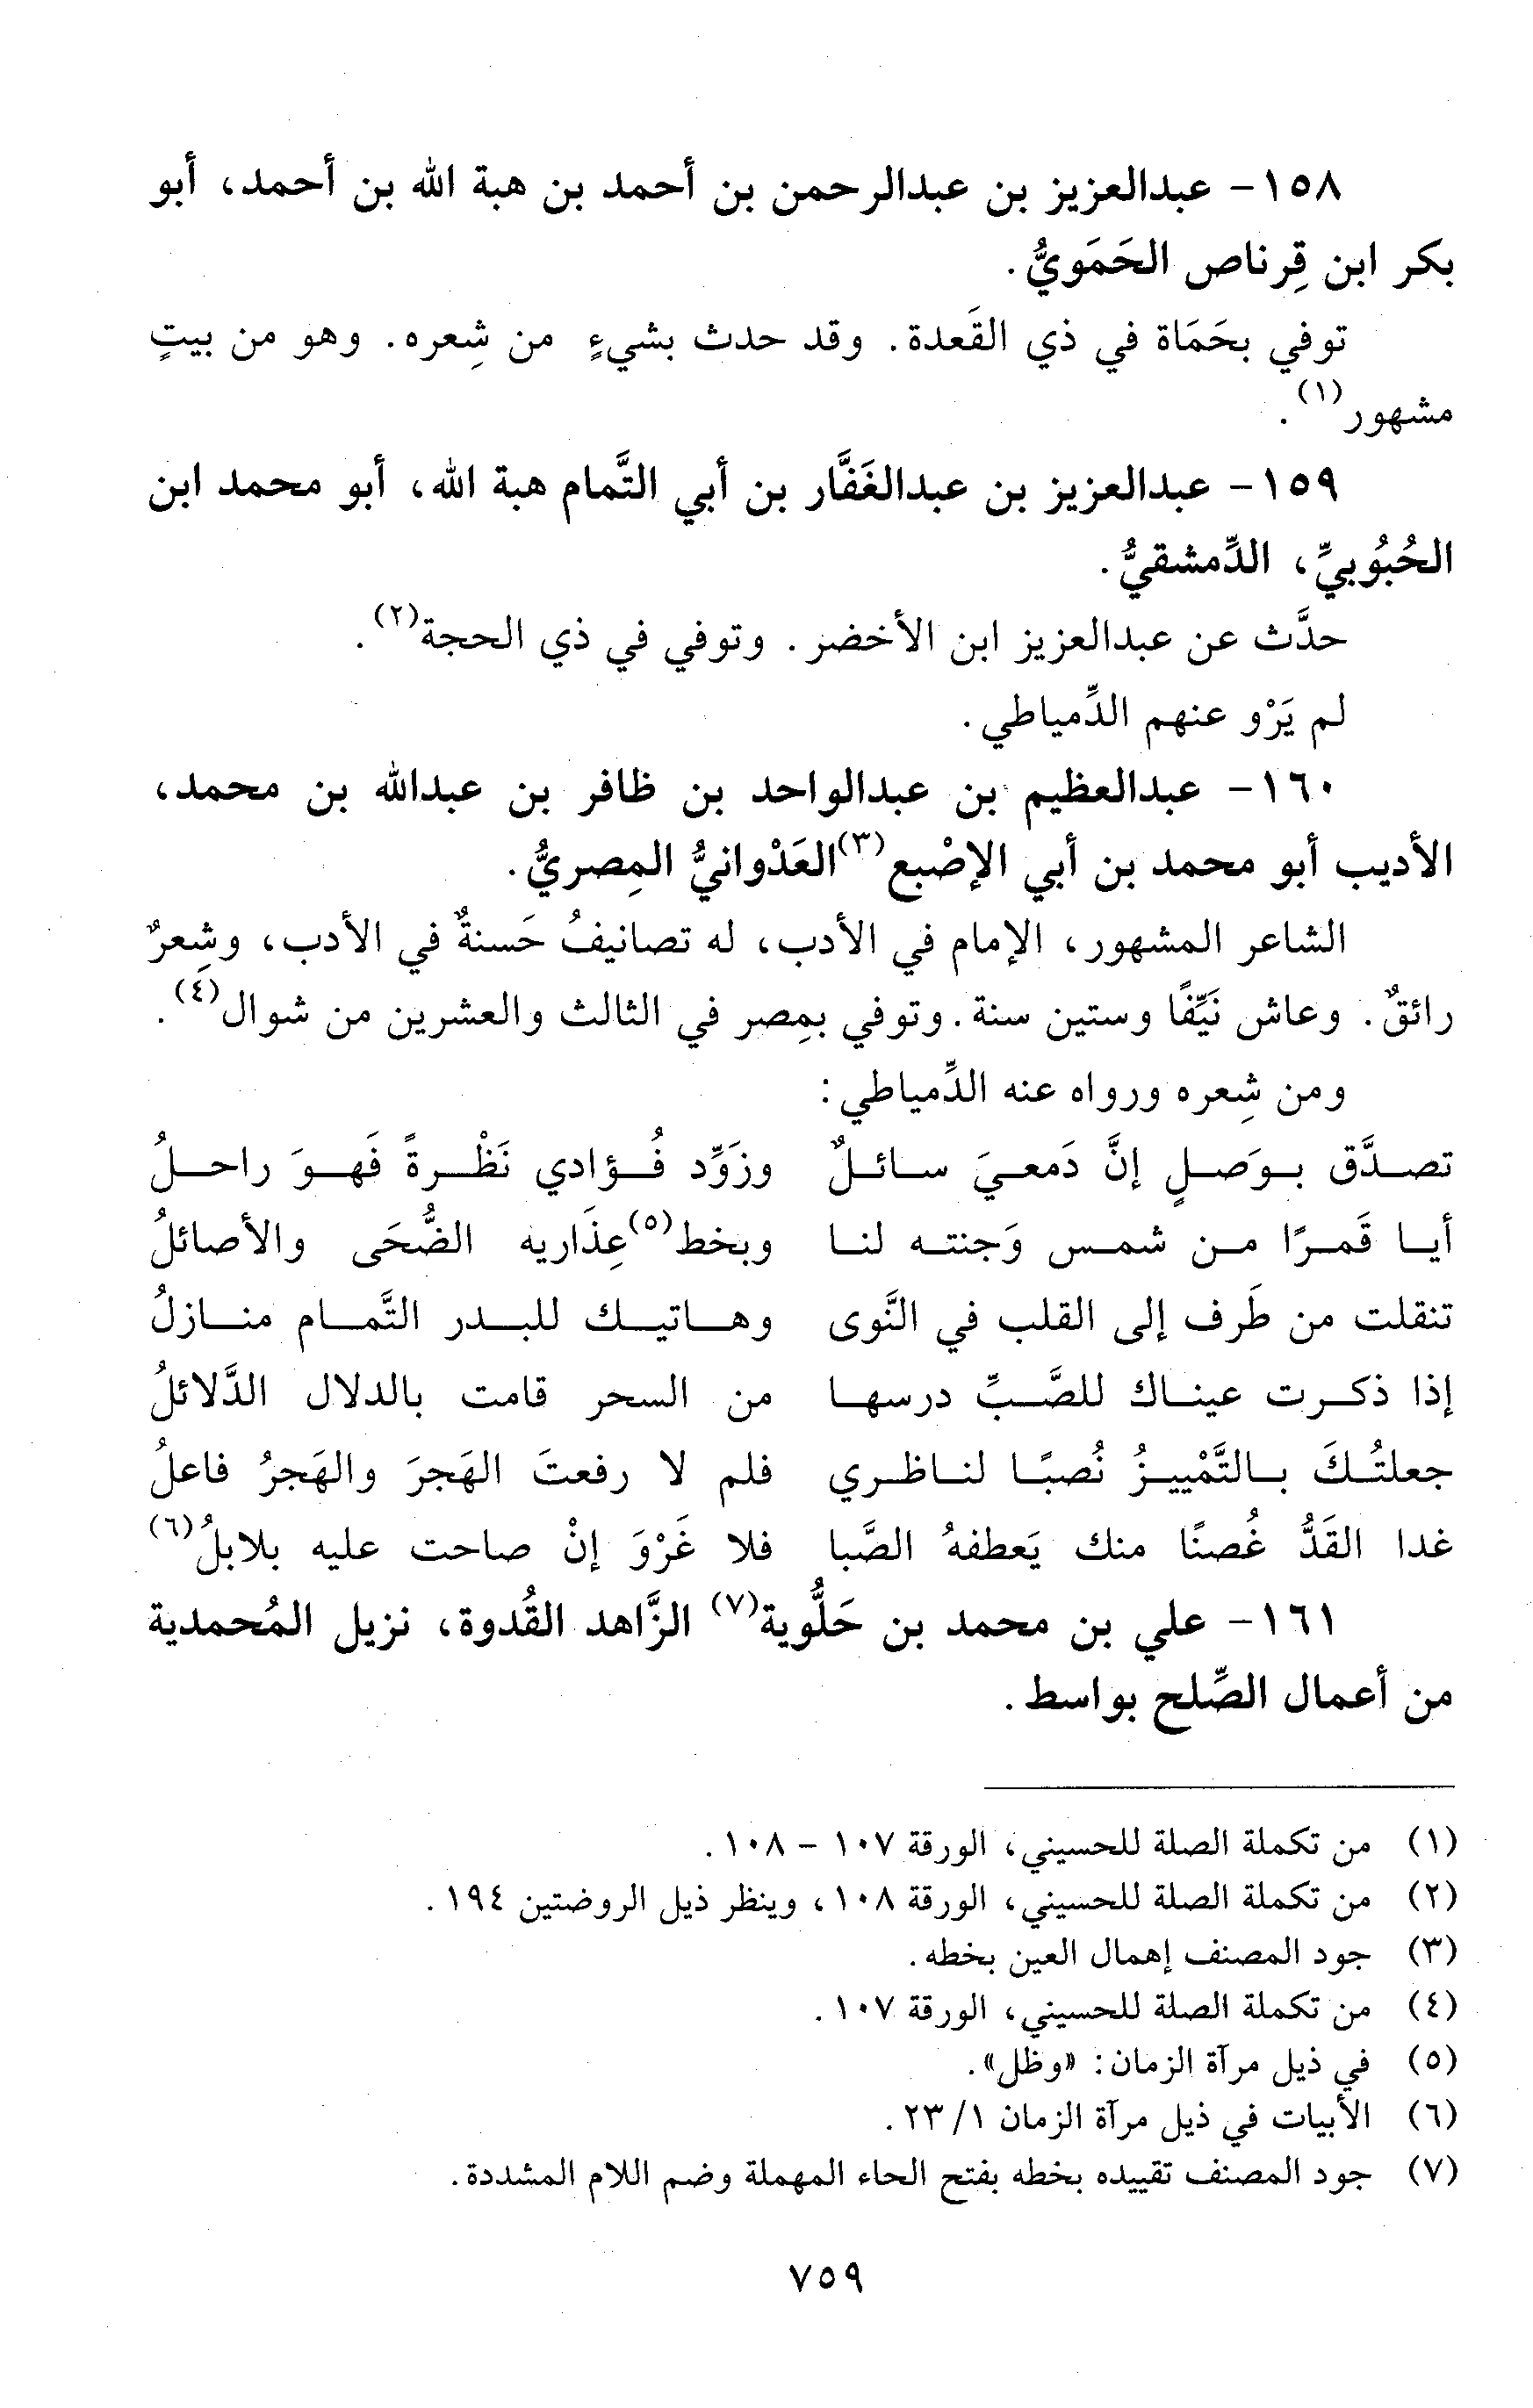 ١٥٨- عبدالعزيز بن عبدالرحمن بن أحمد بن هبة الله بن أحمد، أبو
بكر ابن قِرناص الحَمَويُّ.
توفي بحَمَاة في ذي القَعدة. وقد حدث بشيءٍ من شِعره. وهو من بيتٍ
مشهور(١).
١٥٩- عبدالعزيز بن عبدالغَفَّار بن أبي التَّمام هبة الله، أبو محمد ابن
الحُبُوبيِّ، الدِّمشقيُّ.
حدَّث عن عبدالعزيز ابن الأخضر. وتوفي في ذي الحجة(٢).
لم يَرْو عنهم الدِّمياطي.
١٦٠- عبدالعظيم بن عبدالواحد بن ظافر بن عبدالله بن محمد،
الأديب أبو محمد بن أبي الإصْبع(٣)العَدْوانيُّ المِصريُّ.
الشاعر المشهور، الإمام في الأدب، له تصانيفُ حَسنةٌ في الأدب، وشِعرٌ
رائقٌ. وعاش نَيِّفًا وستين سنة. وتوفي بمِصر في الثالث والعشرين من شوال(٤).
ومن شِعره ورواه عنه الدِّمياطي:
تصدَّق بوَصلٍ إنَّ دَمعيَ سائلٌ وزَوِّد فُؤادي نَظْرةً فَهوَ راحلُ
أيا قَمرًا من شمس وَجنته لنا وبخط(٥)عِذَاريه الضُّحَى والأصائلُ
تنقلت من طَرف إلى القلب في النَّوى وهاتيك للبدر التَّمام منازلُ
إذا ذكرت عيناك للصَّبِّ درسها من السحر قامت بالدلال الدَّلائلُ
جعلتُكَ بالتَّمْييزُ نُصبًا لناظري فلم لا رفعتَ الهَجرَ والهَجرُ فاعلُ
غدا القَدُّ غُصنًا منك يَعطفهُ الصَّبا فلا غَرْوَ إنْ صاحت عليه بلابلُ(٦)
١٦١- علي بن محمد بن حَلُّوية(٧) الزَّاهد القُدوة، نزيل المُحمدية
من أعمال الصِّلح بواسط.
(١) من تكملة الصلة للحسيني، الورقة ١٠٧ - ١٠٨.
(٢) من تكملة الصلة للحسيني، الورقة ١٠٨، وينظر ذيل الروضتين ١٩٤.
(٣) جود المصنف إهمال العين بخطه.
(٤) من تكملة الصلة للحسيني، الورقة ١٠٧.
(٥) في ذيل مرآة الزمان: «وظل».
(٦) الأبيات في ذيل مرآة الزمان ١/ ٢٣.
(٧) جود المصنف تقييده بخطه بفتح الحاء المهملة وضم اللام المشددة.
٧٥٩